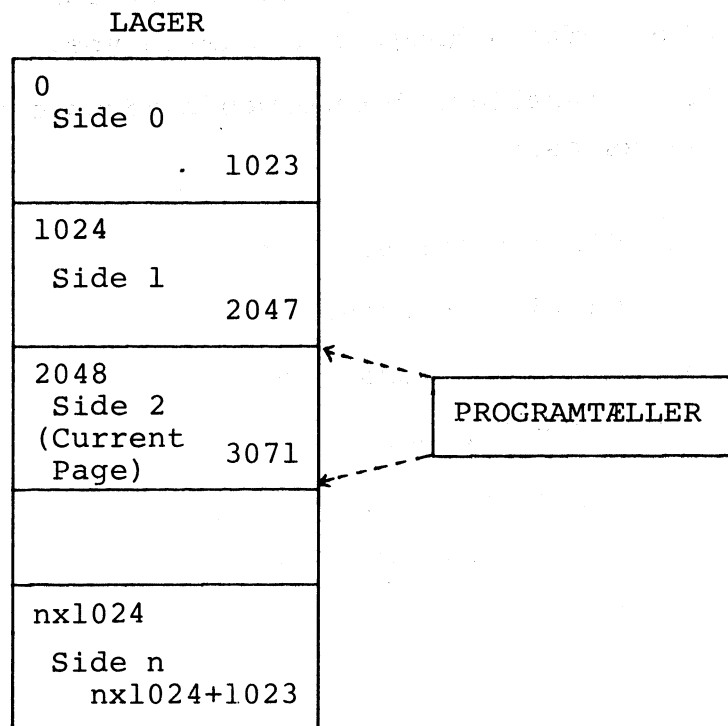 LAGER
0
Side 0
1023
1024
Side 1
2047
2048
Side 2
(Current
Page)
3071
PROGRAMTÆLLER
nx1024
Side n
nx1024+1023